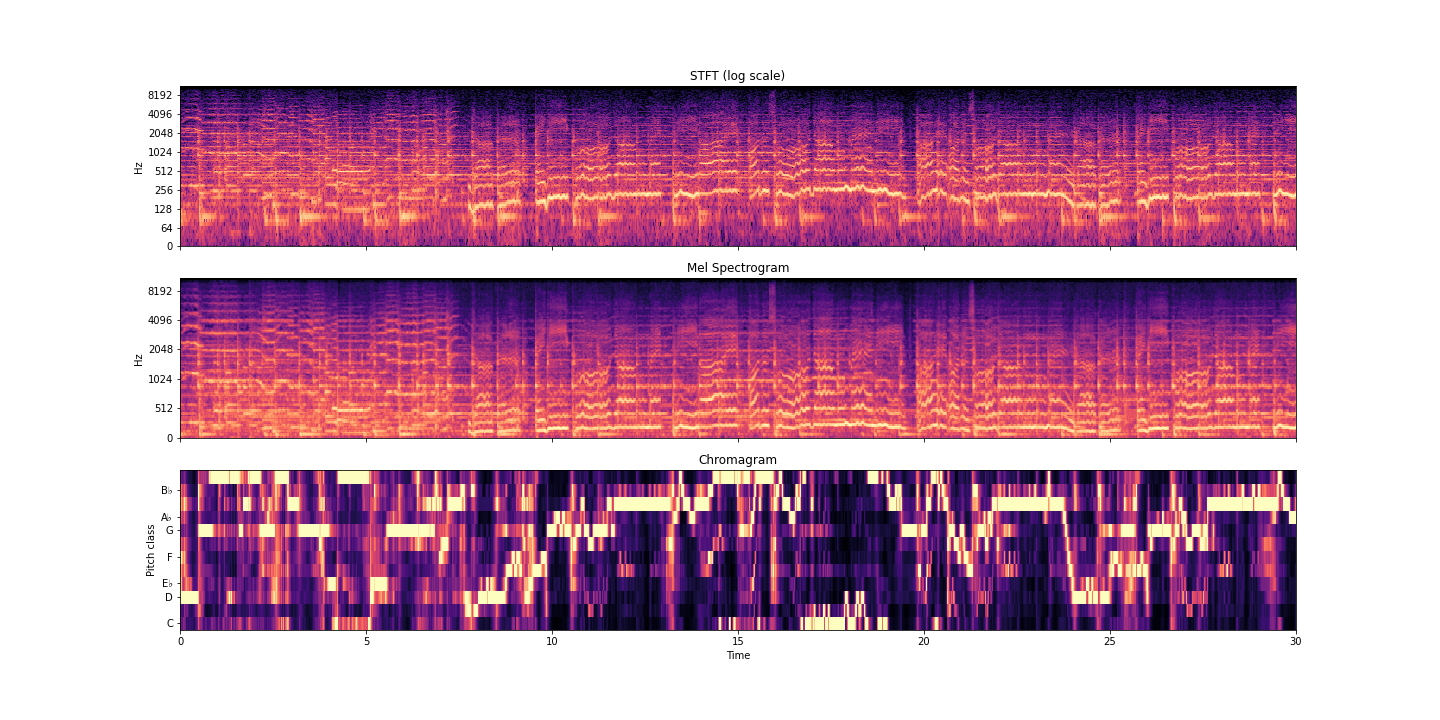 STFT (log scale)
8192
4096
2048
1024
512
256
128
64
0
Hz
Mel Spectrogram
8192
4096
2048
1024
512
0
Hz
Chromagram
B♭
A♭
G
F
E♭
D
C
Pitch class
0 5 10 15 20 25 30
Time